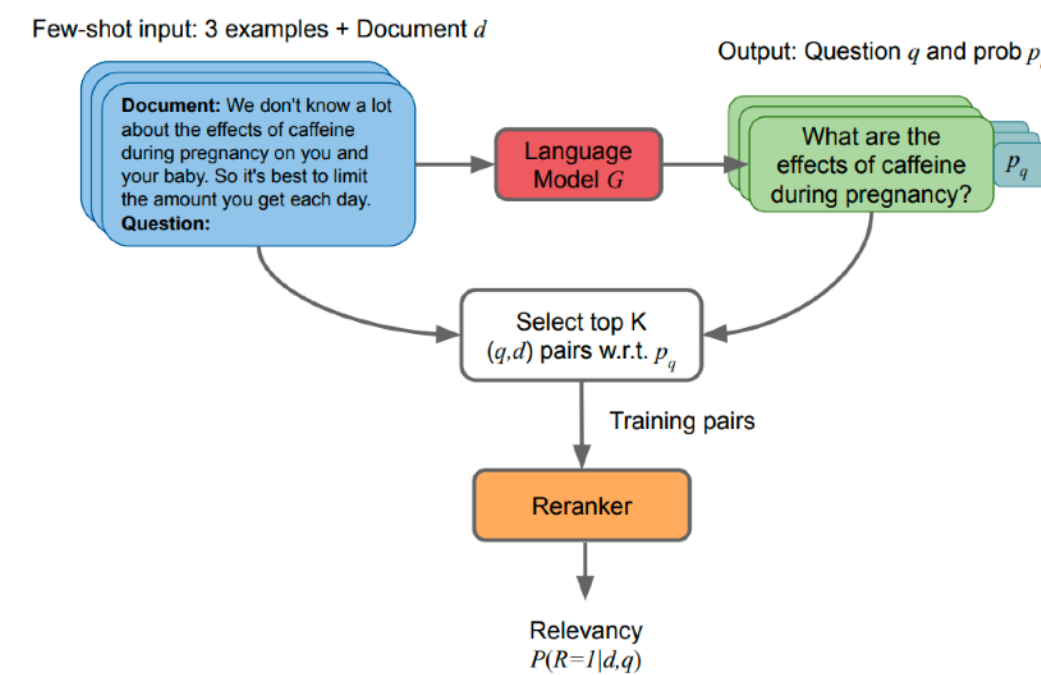 Few-shot input: 3 examples + Document d
Output: Question q and prob p
Document: We don't know a lot
about the effects of caffeine
during pregnancy on you and
your baby. So it's best to limit
the amount you get each day.
Question:
Language
Model G
What are the
effects of caffeine
during pregnancy?
p_q
Select top K
(q,d) pairs w.r.t. p_q
Training pairs
Reranker
Relevancy
P(R=1|d,q)